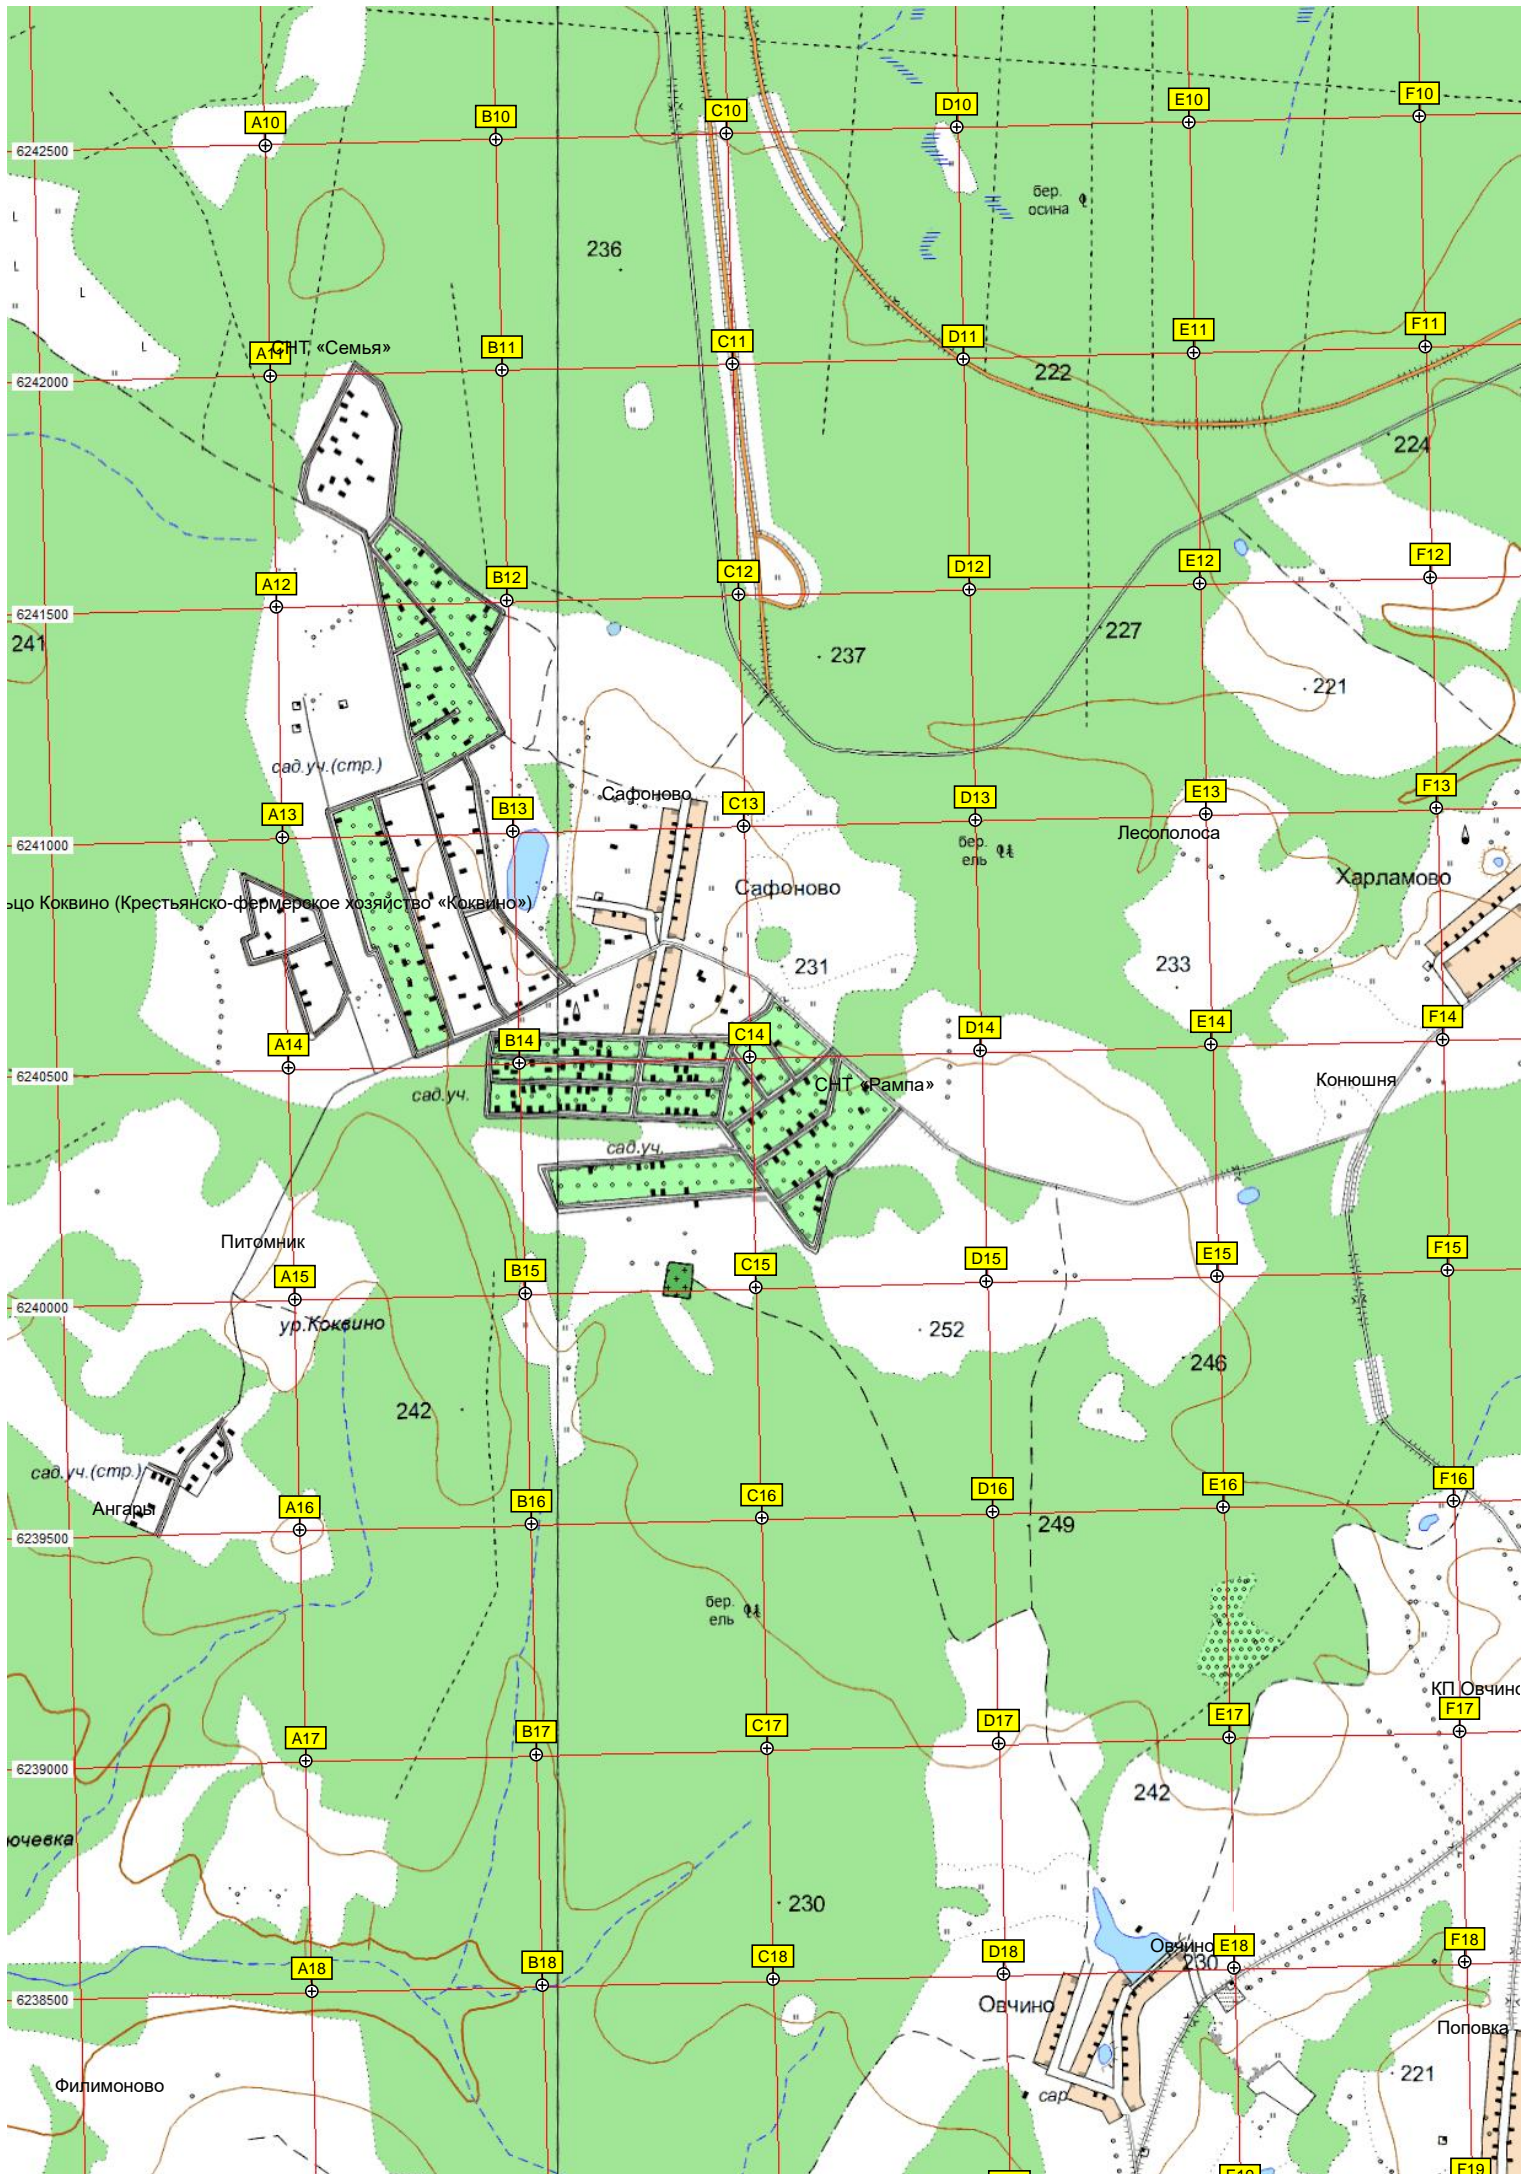 A10
B10
C10
D10
E10
F10
6242500
бер.
осина
236
L
L
L
L
A11
СНТ «Семья»
B11
C11
D11
E11
F11
6242000
222
224
A12
B12
C12
D12
E12
F12
6241500
241
237
227
221
сад.уч.(стр.)
Сафоново
A13
B13
C13
D13
E13
F13
6241000
Лесополоса
бер.
ель
Харламово
Сафоново
ьцо Коквино (Крестьянско-фермерское хозяйство «Коквино»)
231
233
A14
B14
C14
D14
E14
F14
6240500
сад.уч.
СНТ «Рампа»
Конюшня
сад.уч.
Питомник
A15
B15
C15
D15
E15
F15
6240000
ур.Коквино
252
246
242
сад.уч.(стр.)
Ангары
A16
B16
C16
D16
E16
F16
6239500
249
бер.
ель
КП Овчино
A17
B17
C17
D17
E17
F17
6239000
242
ючевка
230
A18
B18
C18
D18
Овчино
E18
F18
230
6238500
Овчино
Поповка
221
Филимоново
сар.
E19
F19